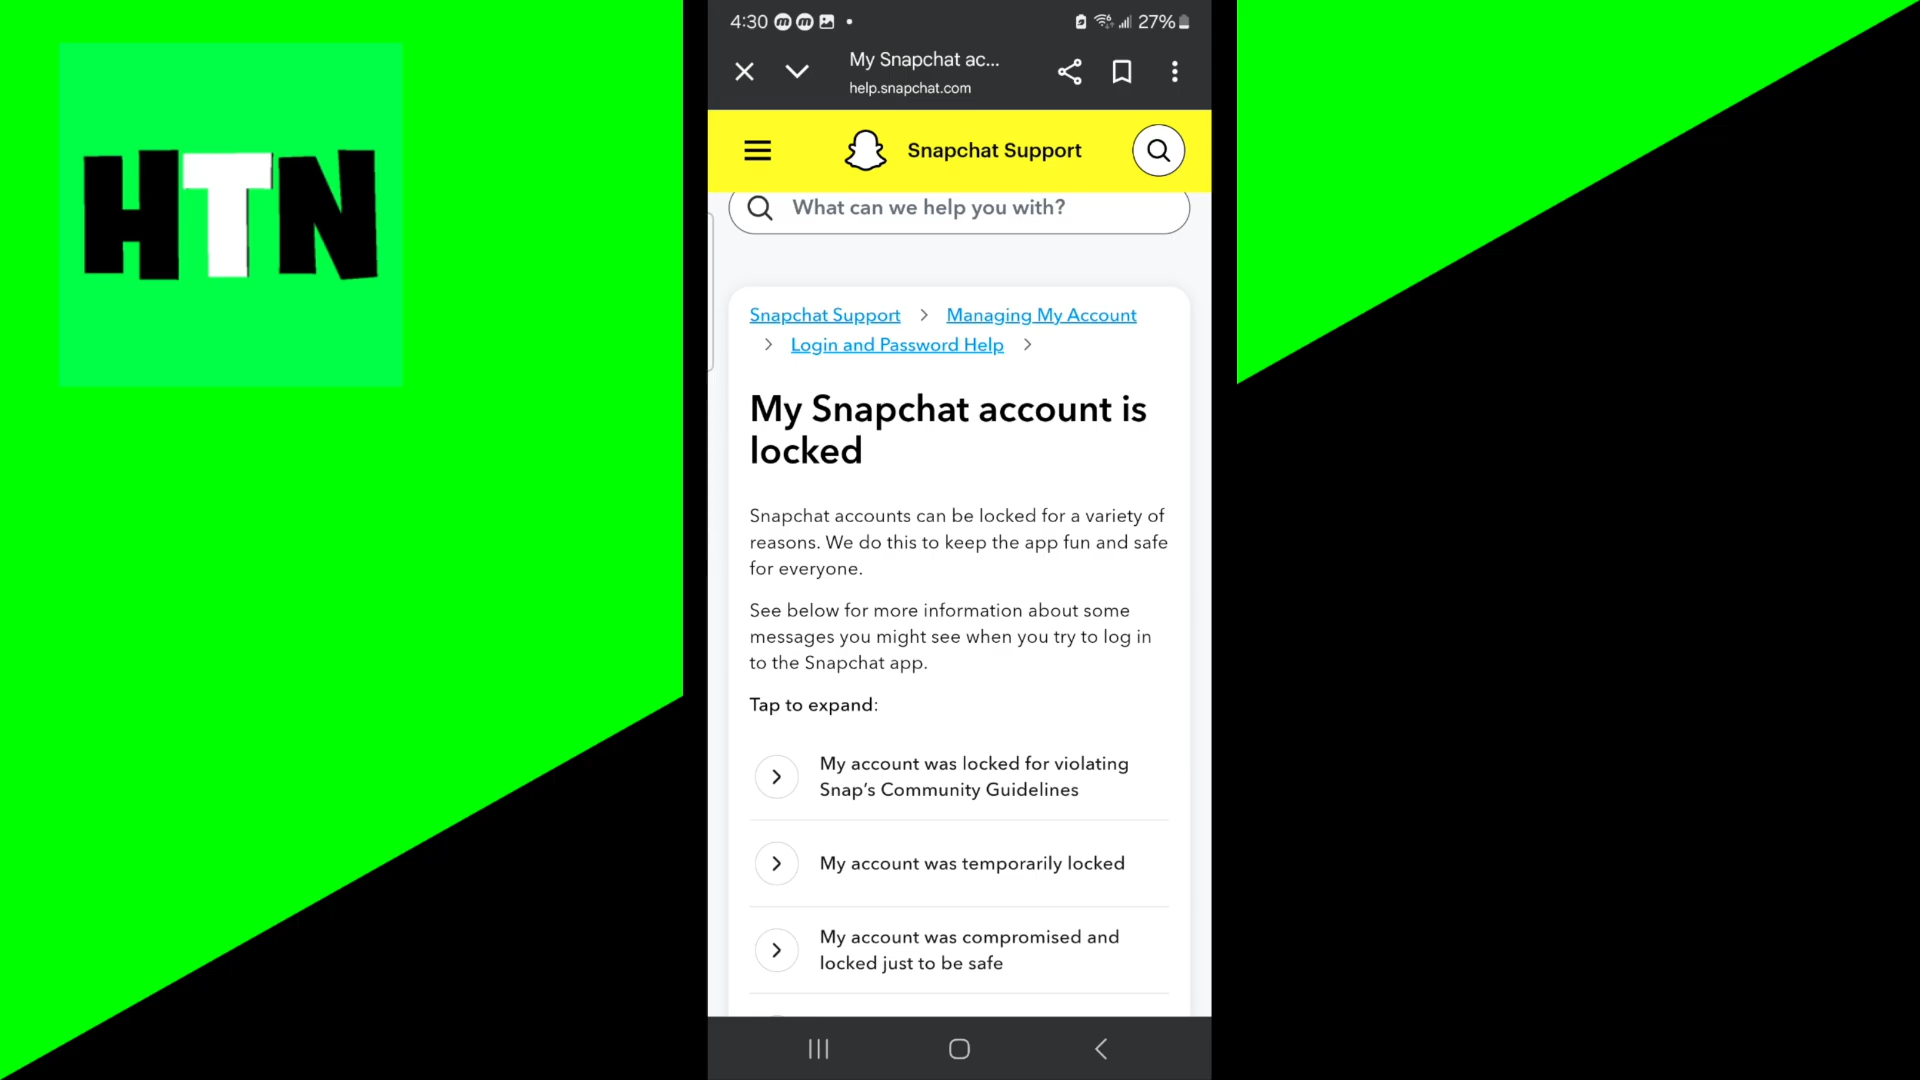 HTN
4:30
27%
My Snapchat ac...
help.snapchat.com
Snapchat Support
What can we help you with?
Snapchat Support > Managing My Account
> Login and Password Help >
My Snapchat account is
locked
Snapchat accounts can be locked for a variety of
reasons. We do this to keep the app fun and safe
for everyone.
See below for more information about some
messages you might see when you try to log in
to the Snapchat app.
Tap to expand:
My account was locked for violating
Snap’s Community Guidelines
My account was temporarily locked
My account was compromised and
locked just to be safe